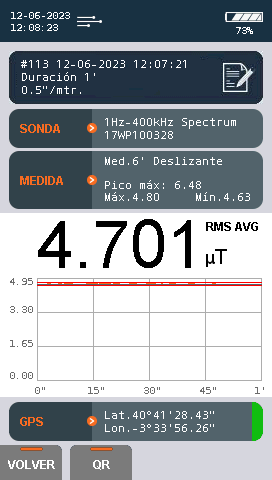 12-06-2023
12:08:23
73%
#113 12-06-2023 12:07:21
Duración 1'
0.5"/mtr.
SONDA
1Hz-400kHz Spectrum
17WP100328
MEDIDA
Med.6' Deslizante
Pico máx: 6.48
Máx.4.80 Mín.4.63
4.701 RMS AVG
µT
4.95
3.30
1.65
0.00
0" 15" 30" 45" 1'
GPS
Lat.40°41'28.43"
Lon.-3°33'56.26"
VOLVER QR